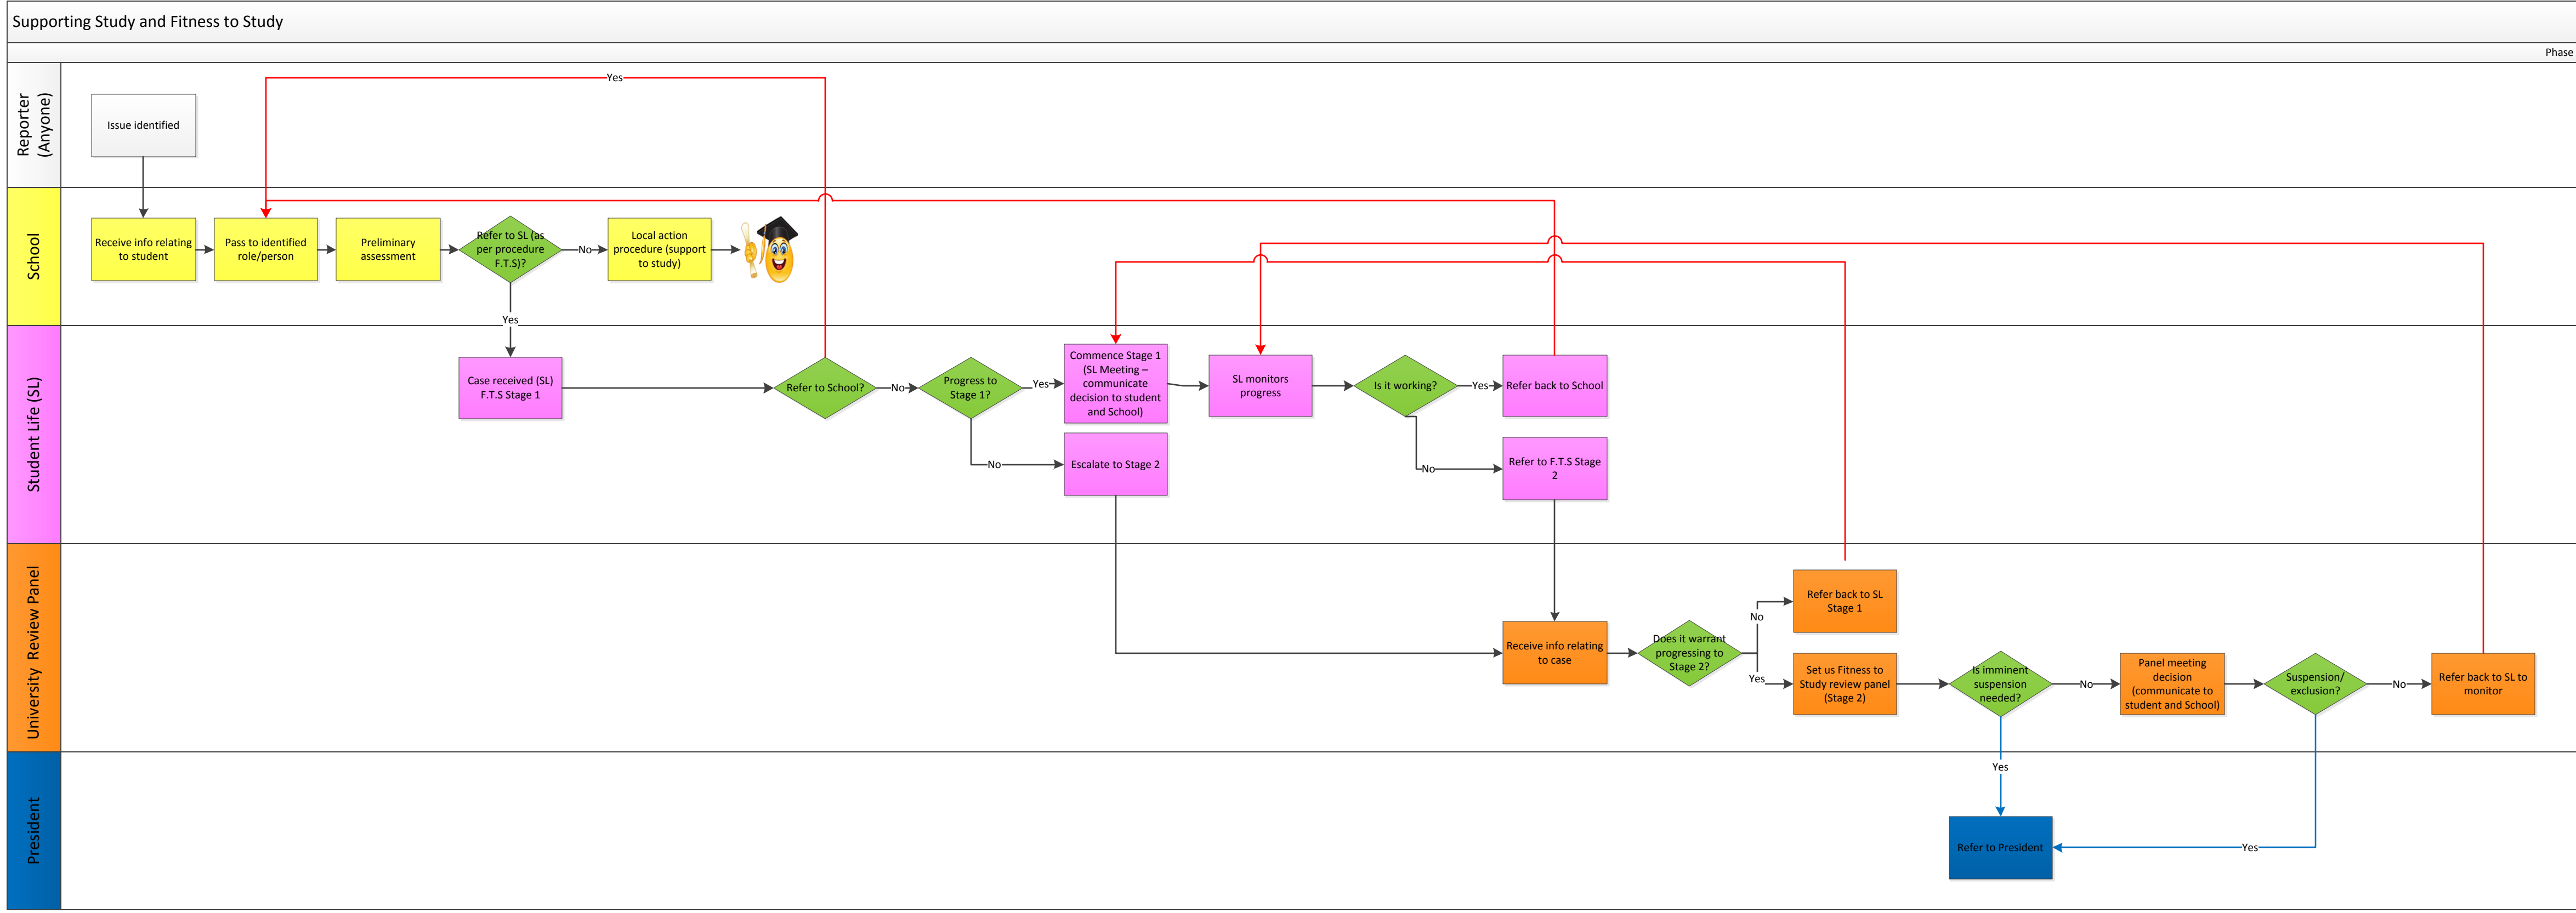 Supporting Study and Fitness to Study
Phase
Reporter
(Anyone)
Yes
Issue identified
School
Receive info relating
to student
Pass to identified
role/person
Preliminary
assessment
Refer to SL (as
per procedure
F.T.S)?
No
Local action
procedure (support
to study)
Yes
Student Life (SL)
Case received (SL)
F.T.S Stage 1
Refer to School?
No
Progress to
Stage 1?
Yes
Commence Stage 1
(SL Meeting –
communicate
decision to student
and School)
SL monitors
progress
Is it working?
Yes
Refer back to School
No
Escalate to Stage 2
No
Refer to F.T.S Stage
2
University Review Panel
Receive info relating
to case
Does it warrant
progressing to
Stage 2?
No
Refer back to SL
Stage 1
Yes
Set us Fitness to
Study review panel
(Stage 2)
Is imminent
suspension
needed?
No
Panel meeting
decision
(communicate to
student and School)
Suspension/
exclusion?
No
Refer back to SL to
monitor
President
Yes
Refer to President
Yes